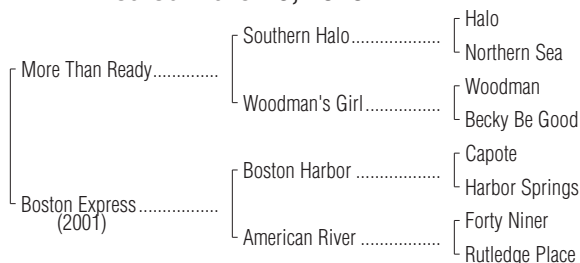 Halo
Southern Halo....................
Northern Sea
More Than Ready..............
Woodman
Woodman's Girl.................
Becky Be Good
Capote
Boston Harbor ..................
Harbor Springs
Boston Express.................
(2001)
Forty Niner
American River .................
Rutledge Place